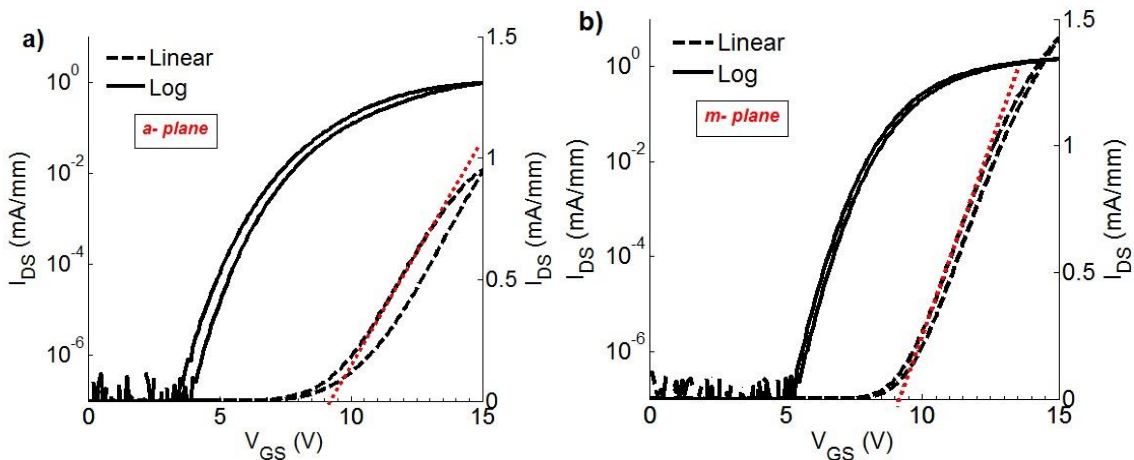 a)
Linear
Log
a- plane
10^0
10^-2
10^-4
10^-6
I_DS (mA/mm)
1.5
1
0.5
0
I_DS (mA/mm)
0 5 10 15
V_GS (V)
b)
Linear
Log
m- plane
10^0
10^-2
10^-4
10^-6
I_DS (mA/mm)
1.5
1
0.5
0
I_DS (mA/mm)
0 5 10 15
V_GS (V)